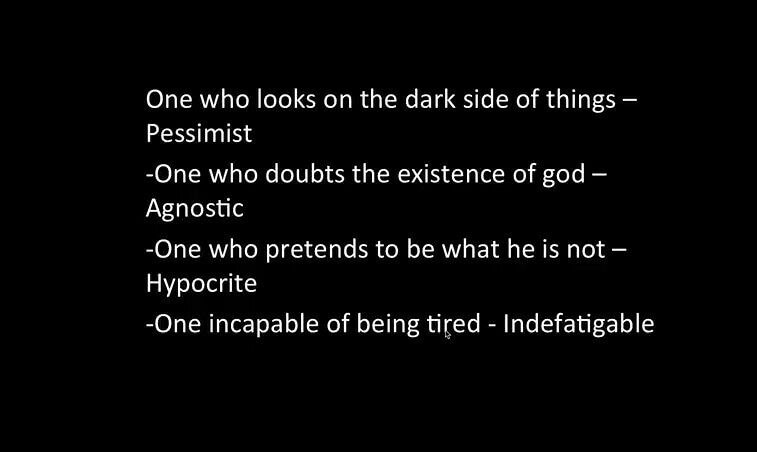 One who looks on the dark side of things –
Pessimist
-One who doubts the existence of god –
Agnostic
-One who pretends to be what he is not –
Hypocrite
-One incapable of being tired - Indefatigable